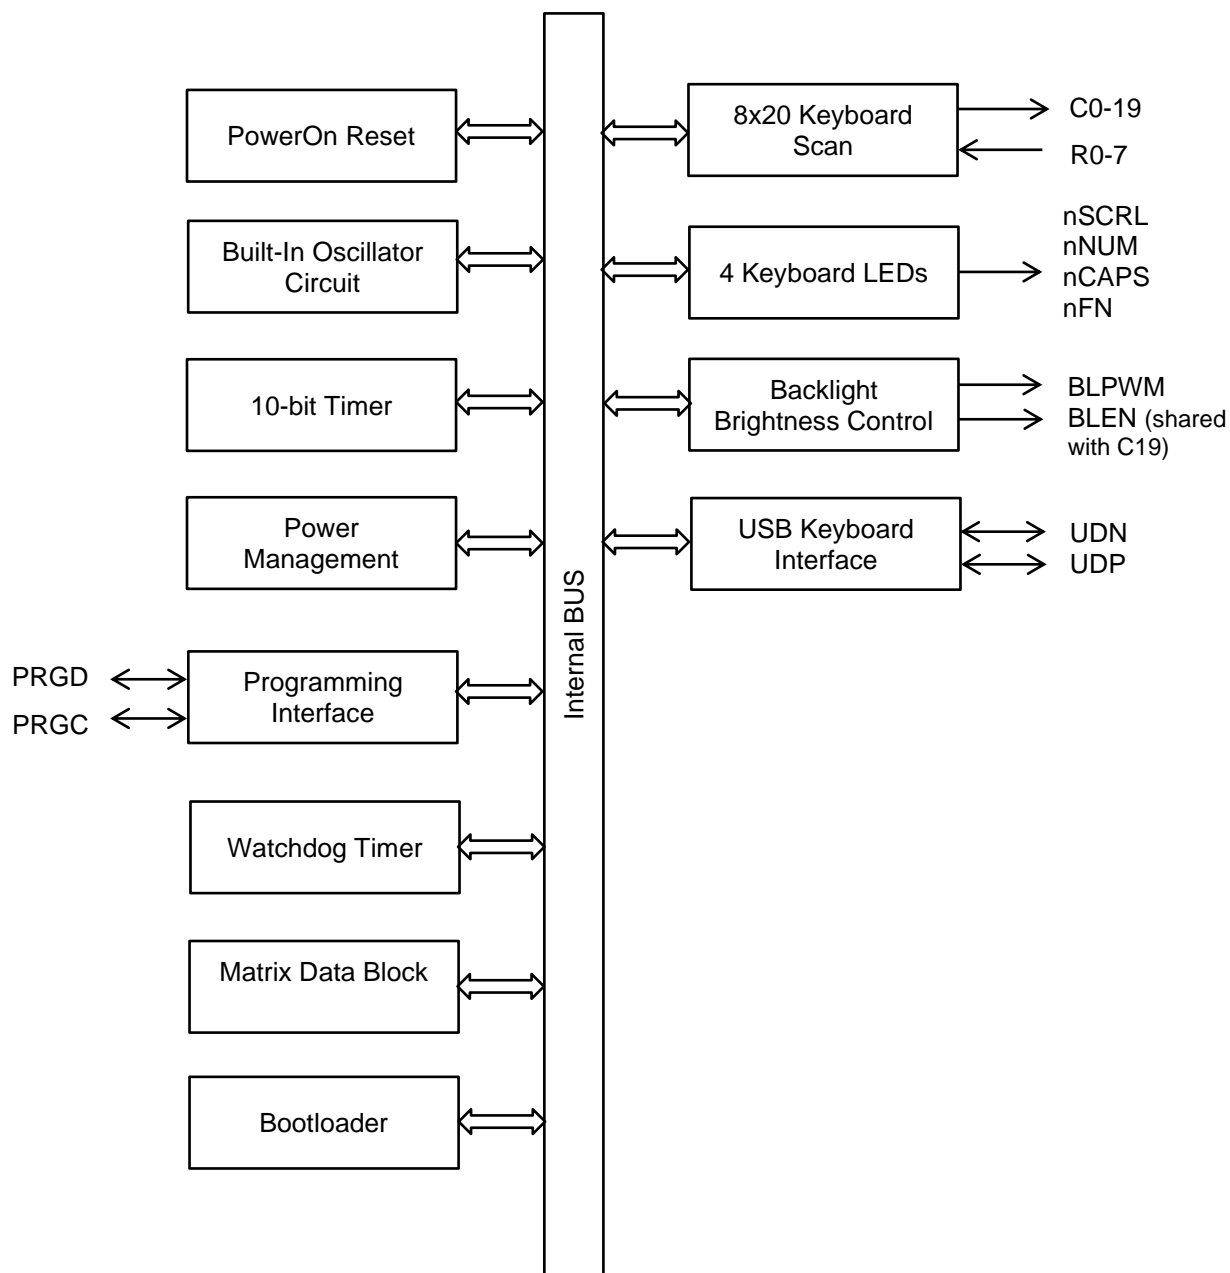 PowerOn Reset
Built-In Oscillator
Circuit
10-bit Timer
Power
Management
PRGD
PRGC
Programming
Interface
Watchdog Timer
Matrix Data Block
Bootloader
Internal BUS
8x20 Keyboard
Scan
C0-19
R0-7
4 Keyboard LEDs
nSCRL
nNUM
nCAPS
nFN
Backlight
Brightness Control
BLPWM
BLEN (shared
with C19)
USB Keyboard
Interface
UDN
UDP